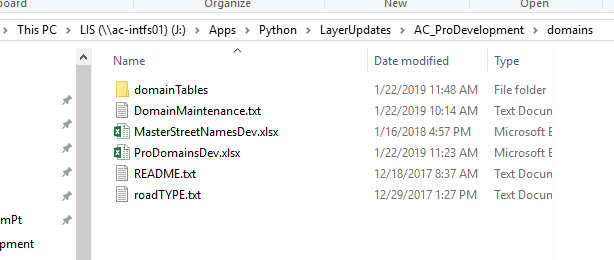 board Organize New Open
This PC > LIS (\\ac-intfs01) (J:) > Apps > Python > LayerUpdates > AC_ProDevelopment > domains
Name Date modified Type
domainTables 1/22/2019 11:48 AM File folder
DomainMaintenance.txt 1/22/2019 10:14 AM Text Docun
MasterStreetNamesDev.xlsx 1/16/2018 4:57 PM Microsoft E
ProDomainsDev.xlsx 1/22/2019 11:23 AM Microsoft E
README.txt 12/18/2017 8:37 AM Text Docun
roadTYPE.txt 12/29/2017 1:27 PM Text Docun
mPt
pment